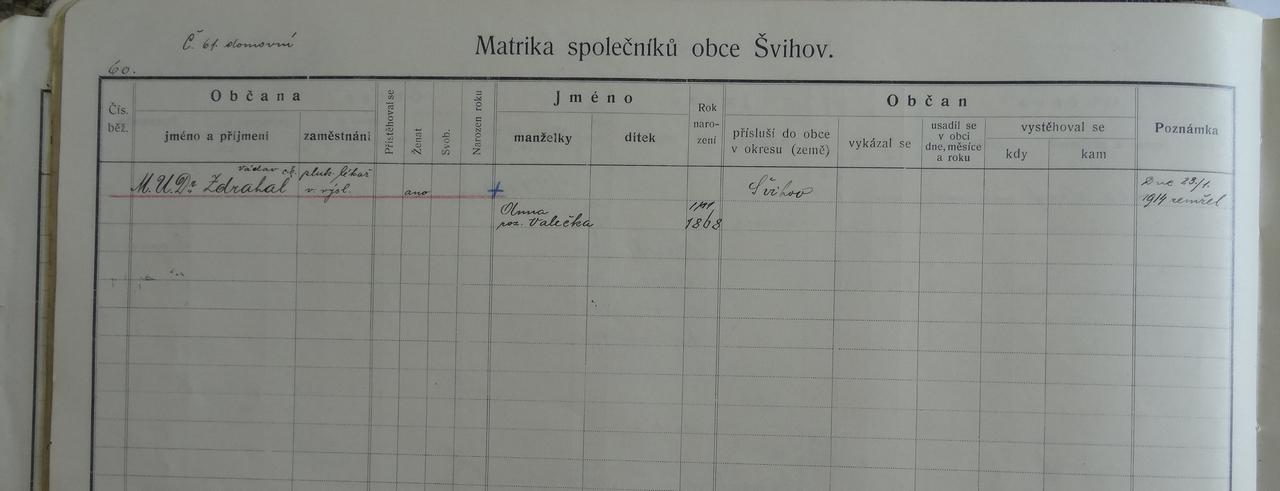 Č. 61. domovní
Matrika společníků obce Švihov.
60.
Čís. běž.
Občana
jméno a příjmení
zaměstnání
Přistěhoval se
Ženat
Svob.
Narozen roku
Jméno
manželky
dítek
Rok naro- zení
Občan
přísluší do obce v okresu (země)
vykázal se
usadil se v obci dne, měsíce a roku
vystěhoval se
kdy
kam
Poznámka
Václav
M. U. Dr. Zdrahal
pluk. lékař
v. výsl.
ano
+
Švihov
Dne 23/1.
1914 zemřel
Anna
roz. Valečka
1868